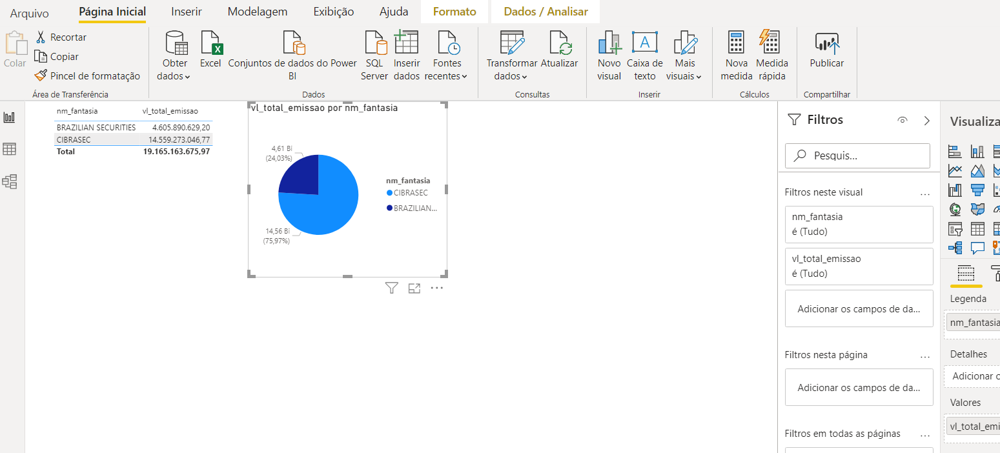 Arquivo
Página Inicial
Inserir
Modelagem
Exibição
Ajuda
Formato
Dados / Analisar
Colar
Recortar
Copiar
Pincel de formatação
Área de Transferência
Obter
dados
Excel
Conjuntos de dados do Power
BI
SQL
Server
Inserir
dados
Fontes
recentes
Dados
Transformar
dados
Atualizar
Consultas
Novo
visual
A
Caixa de
texto
Mais
visuais
Inserir
Nova
medida
Medida
rápida
Cálculos
Publicar
Compartilhar
nm_fantasia vl_total_emissao
BRAZILIAN SECURITIES 4.605.890.629,20
CIBRASEC 14.559.273.046,77
Total 19.165.163.675,97
vl_total_emissao por nm_fantasia
4,61 Bi
(24,03%)
14,56 Bi
(75,97%)
nm_fantasia
CIBRASEC
BRAZILIAN...
Filtros
Pesquis...
Filtros neste visual ...
nm_fantasia
é (Tudo)
vl_total_emissao
é (Tudo)
Adicionar os campos de da...
Filtros nesta página ...
Adicionar os campos de da...
Filtros em todas as páginas ...
Visualiza
Legenda
nm_fantasia
Detalhes
Adicionar o
Valores
vl_total_emi